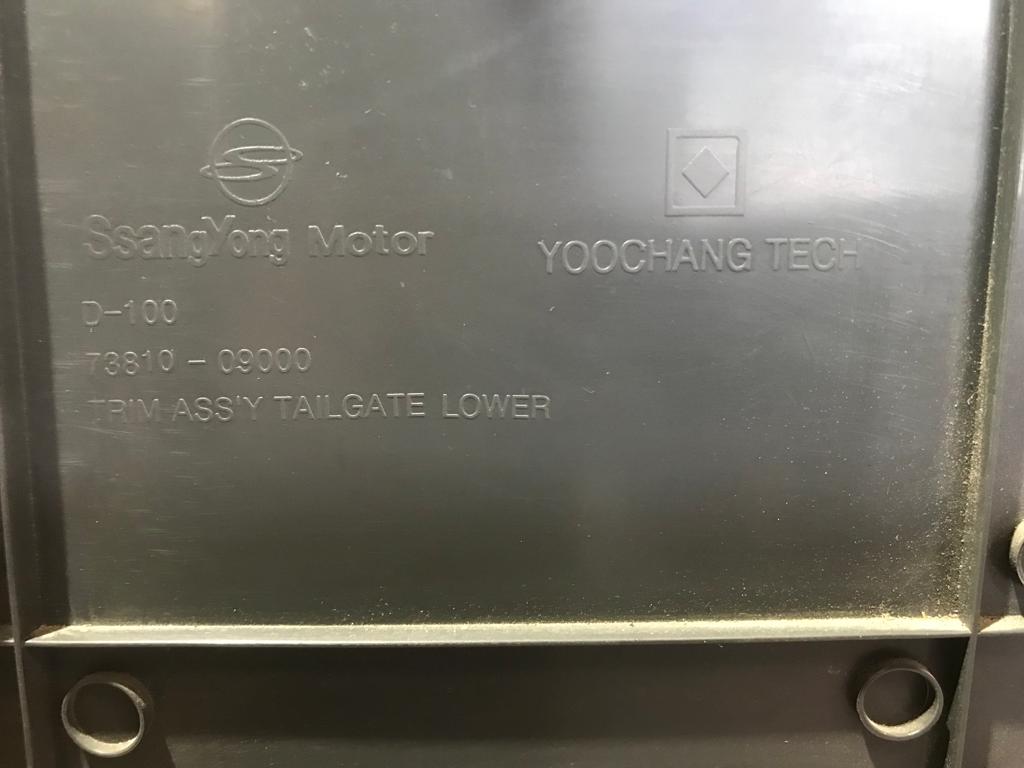 SsangYong Motor
YOOCHANG TECH
D-100
73810 - 09000
TRIM ASS'Y TAILGATE LOWER